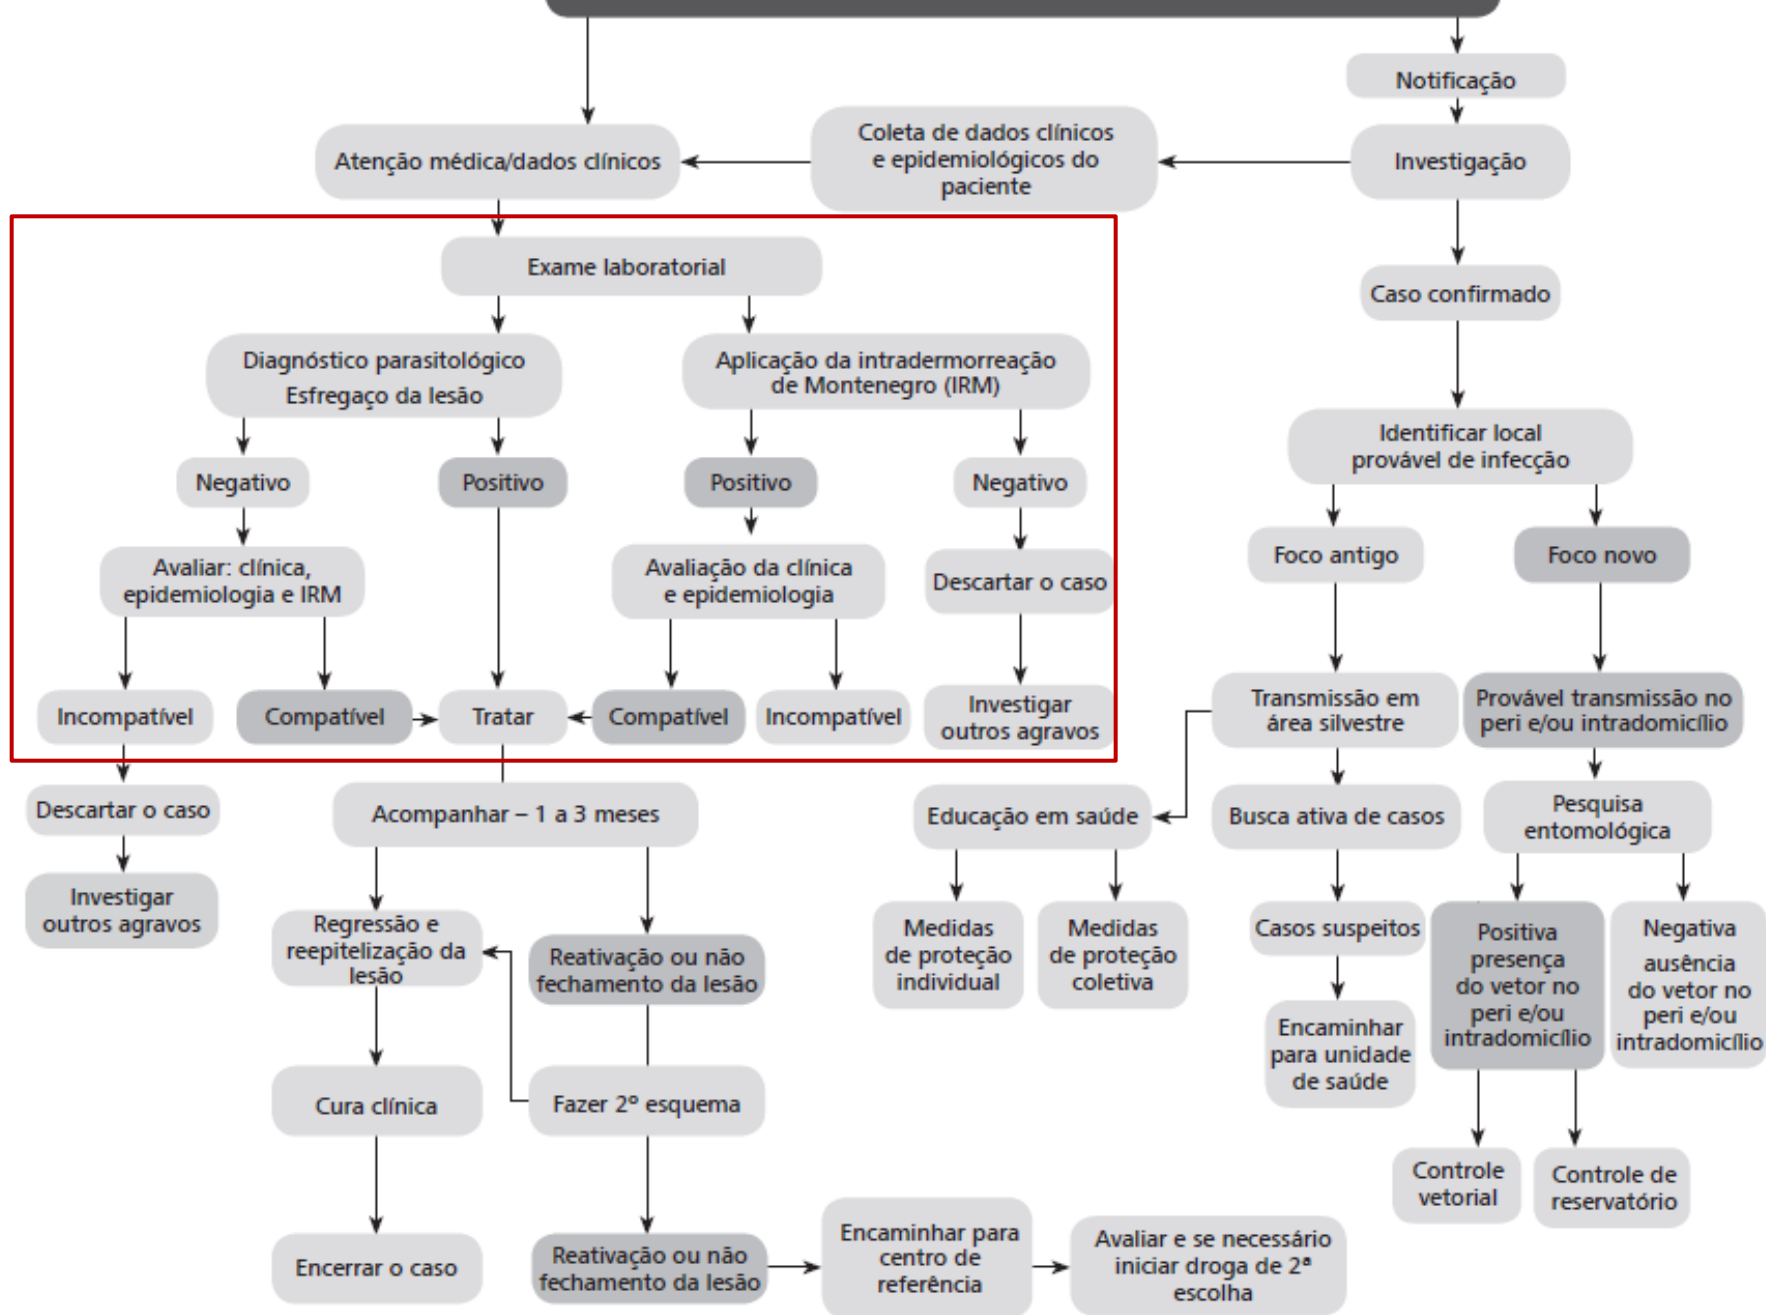 Notificação
Coleta de dados clínicos
e epidemiológicos do
paciente
Atenção médica/dados clínicos
Investigação
Exame laboratorial
Caso confirmado
Diagnóstico parasitológico
Esfregaço da lesão
Aplicação da intradermorreação
de Montenegro (IRM)
Identificar local
provável de infecção
Negativo
Positivo
Positivo
Negativo
Avaliar: clínica,
epidemiologia e IRM
Avaliação da clínica
e epidemiologia
Descartar o caso
Foco antigo
Foco novo
Incompatível
Compatível
Tratar
Compatível
Incompatível
Investigar
outros agravos
Transmissão em
área silvestre
Provável transmissão no
peri e/ou intradomicílio
Descartar o caso
Acompanhar – 1 a 3 meses
Educação em saúde
Busca ativa de casos
Pesquisa
entomológica
Investigar
outros agravos
Regressão e
reepitelização da
lesão
Reativação ou não
fechamento da lesão
Medidas
de proteção
individual
Medidas
de proteção
coletiva
Casos suspeitos
Positiva
presença
do vetor no
peri e/ou
intradomicílio
Negativa
ausência
do vetor no
peri e/ou
intradomicílio
Encaminhar
para unidade
de saúde
Cura clínica
Fazer 2º esquema
Controle
vetorial
Controle de
reservatório
Encerrar o caso
Reativação ou não
fechamento da lesão
Encaminhar para
centro de
referência
Avaliar e se necessário
iniciar droga de 2ª
escolha